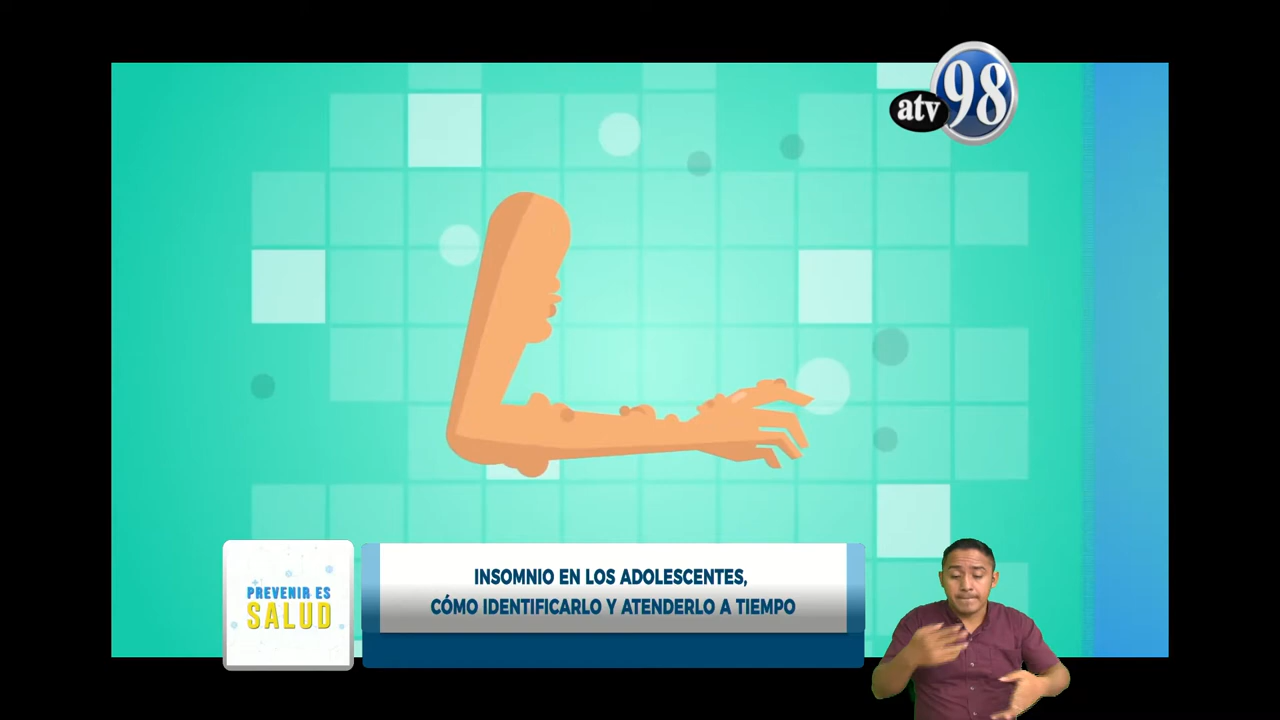 98
atv
INSOMNIO EN LOS ADOLESCENTES,
CÓMO IDENTIFICARLO Y ATENDERLO A TIEMPO
PREVENIR ES
SALUD